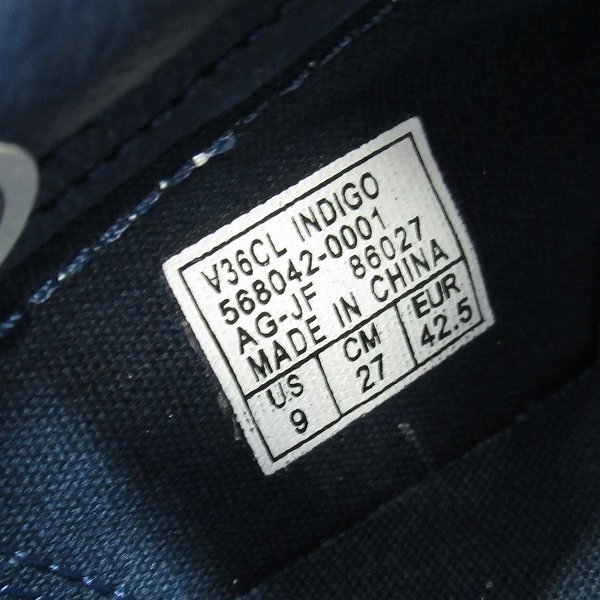 V36CL INDIGO
568042-0001
AG-JF 86027
MADE IN CHINA
US CM EUR
9 27 42.5